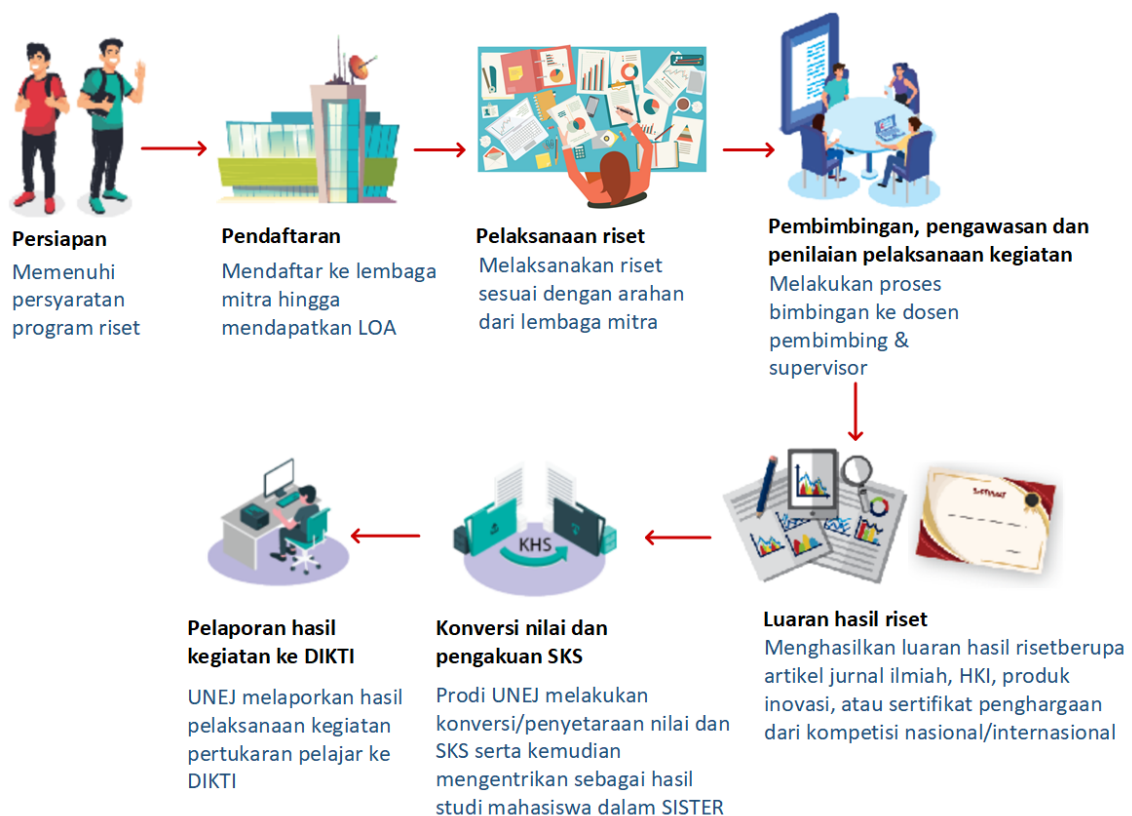 Persiapan
Memenuhi
persyaratan
program riset
Pendaftaran
Mendaftar ke lembaga
mitra hingga
mendapatkan LOA
Pelaksanaan riset
Melaksanakan riset
sesuai dengan arahan
dari lembaga mitra
Pembimbingan, pengawasan dan
penilaian pelaksanaan kegiatan
Melakukan proses
bimbingan ke dosen
pembimbing &
supervisor
Luaran hasil riset
Menghasilkan luaran hasil risetberupa
artikel jurnal ilmiah, HKI, produk
inovasi, atau sertifikat penghargaan
dari kompetisi nasional/internasional
KHS
Konversi nilai dan
pengakuan SKS
Prodi UNEJ melakukan
konversi/penyetaraan nilai dan
SKS serta kemudian
mengentrikan sebagai hasil
studi mahasiswa dalam SISTER
Pelaporan hasil
kegiatan ke DIKTI
UNEJ melaporkan hasil
pelaksanaan kegiatan
pertukaran pelajar ke
DIKTI